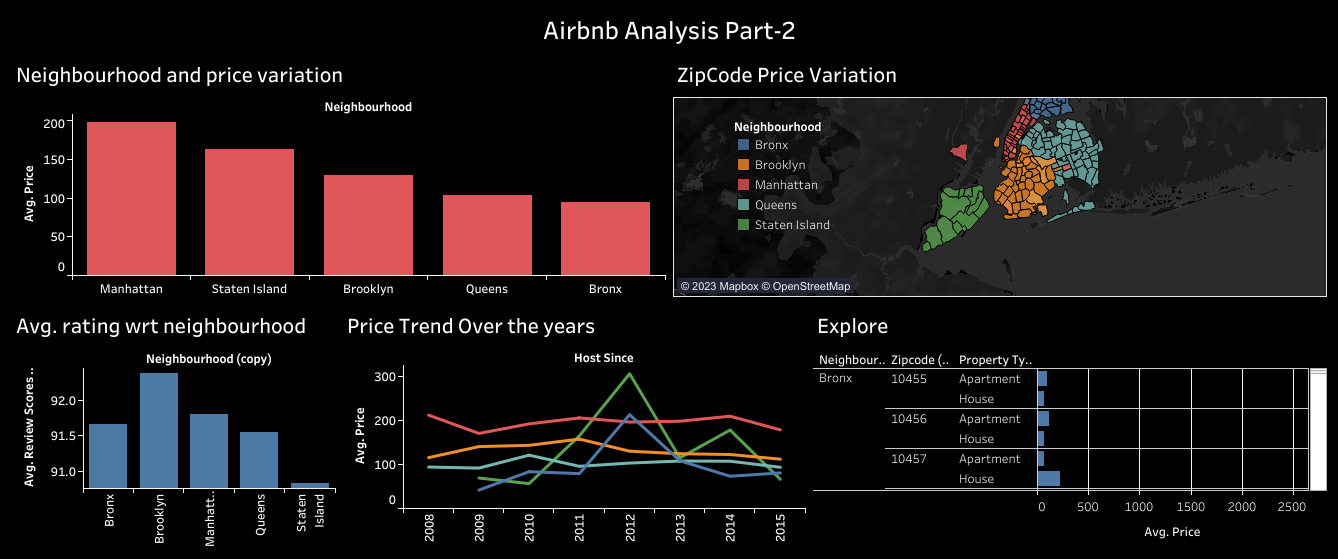 Airbnb Analysis Part-2
Neighbourhood and price variation
Neighbourhood
Avg. Price
200
150
100
50
0
Manhattan
Staten Island
Brooklyn
Queens
Bronx
ZipCode Price Variation
Neighbourhood
Bronx
Brooklyn
Manhattan
Queens
Staten Island
© 2023 Mapbox © OpenStreetMap
Avg. rating wrt neighbourhood
Neighbourhood (copy)
Avg. Review Scores..
92.0
91.5
91.0
Bronx
Brooklyn
Manhatt..
Queens
Staten
Island
Price Trend Over the years
Host Since
Avg. Price
300
200
100
0
2008
2009
2010
2011
2012
2013
2014
2015
Explore
Neighbour.. Zipcode (.. Property Ty..
Bronx 10455 Apartment
House
10456 Apartment
House
10457 Apartment
House
0 500 1000 1500 2000 2500
Avg. Price